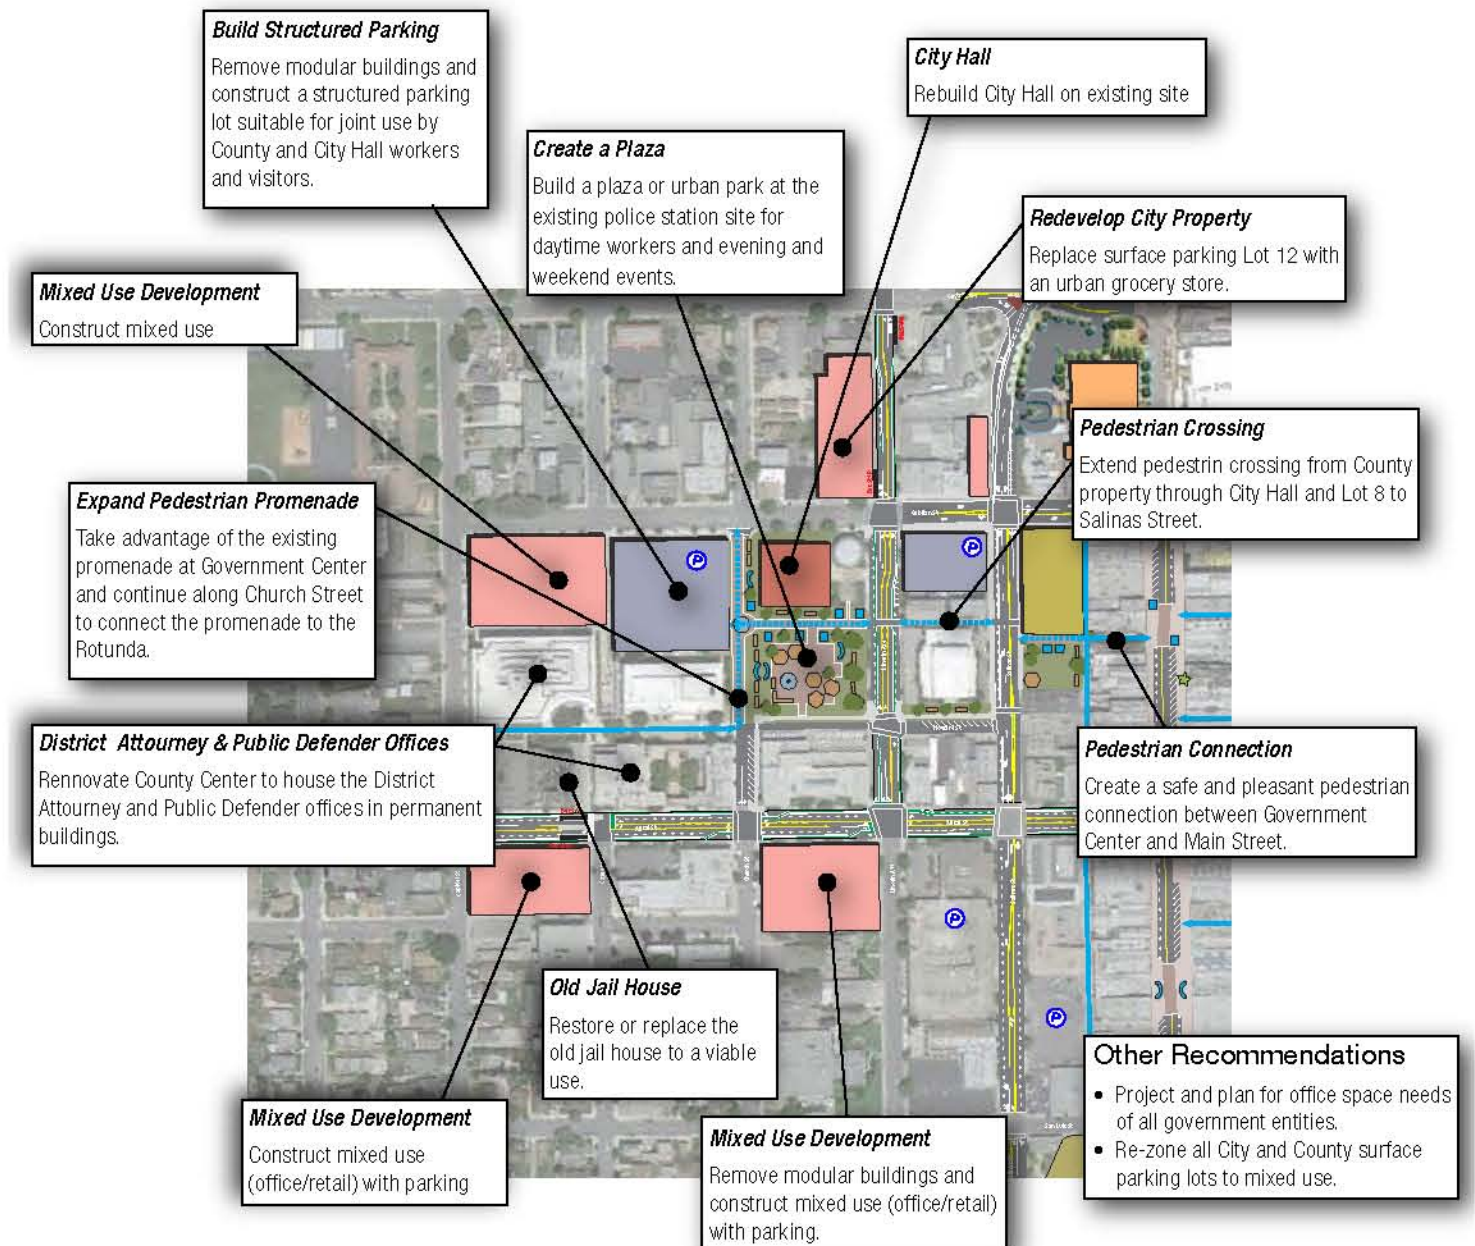 Build Structured Parking
Remove modular buildings and
construct a structured parking
lot suitable for joint use by
County and City Hall workers
and visitors.
City Hall
Rebuild City Hall on existing site
Create a Plaza
Build a plaza or urban park at the
existing police station site for
daytime workers and evening and
weekend events.
Redevelop City Property
Replace surface parking Lot 12 with
an urban grocery store.
Mixed Use Development
Construct mixed use
Pedestrian Crossing
Extend pedestrin crossing from County
property through City Hall and Lot 8 to
Salinas Street.
Expand Pedestrian Promenade
Take advantage of the existing
promenade at Government Center
and continue along Church Street
to connect the promenade to the
Rotunda.
P
P
District Attourney & Public Defender Offices
Rennovate County Center to house the District
Attourney and Public Defender offices in permanent
buildings.
Pedestrian Connection
Create a safe and pleasant pedestrian
connection between Government
Center and Main Street.
P
P
Old Jail House
Restore or replace the
old jail house to a viable
use.
Mixed Use Development
Construct mixed use
(office/retail) with parking
Mixed Use Development
Remove modular buildings and
construct mixed use (office/retail)
with parking.
Other Recommendations
• Project and plan for office space needs
of all government entities.
• Re-zone all City and County surface
parking lots to mixed use.